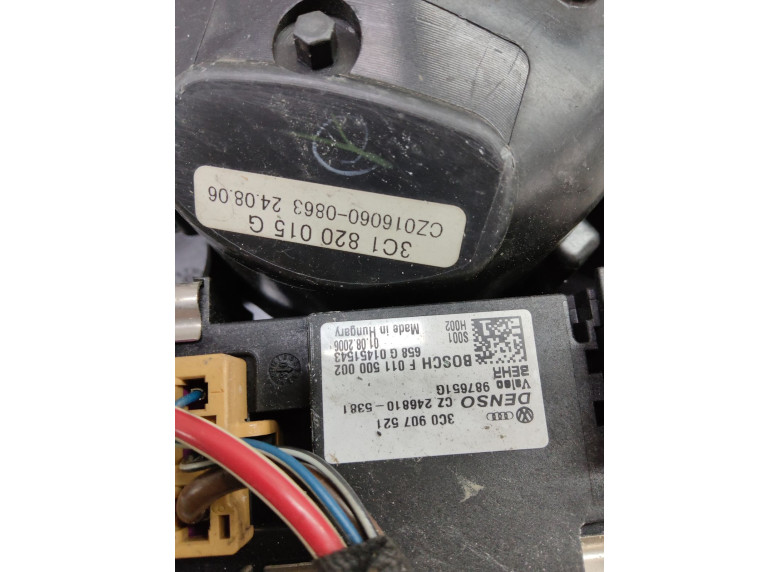 3C1 820 015 G
CZ016060-0863 24.08.06
3C0 907 521
DENSO CZ 246810-5381
Valeo 987651G
BEHR
BOSCH F 011 500 002
658 G 01451543
01.08.2006
Made in Hungary
S001
H002